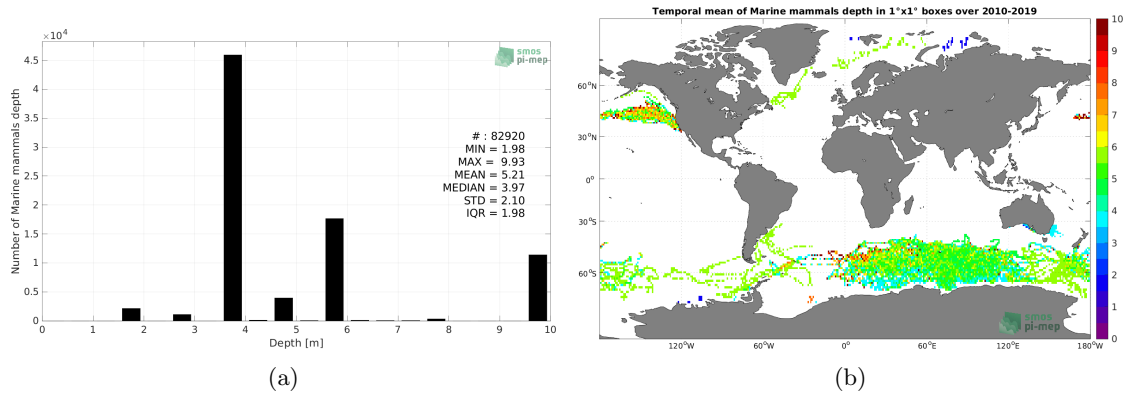 ×10⁴
4.5
4
3.5
3
2.5
2
1.5
1
0.5
0
Number of Marine mammals depth
smos
pi-mep
# : 82920
MIN = 1.98
MAX = 9.93
MEAN = 5.21
MEDIAN = 3.97
STD = 2.10
IQR = 1.98
0 1 2 3 4 5 6 7 8 9 10
Depth [m]
(a)
Temporal mean of Marine mammals depth in 1°x1° boxes over 2010-2019
60°N
30°N
0°
30°S
60°S
120°W 60°W 0° 60°E 120°E 180°W
smos
pi-mep
10
9
8
7
6
5
4
3
2
1
0
(b)